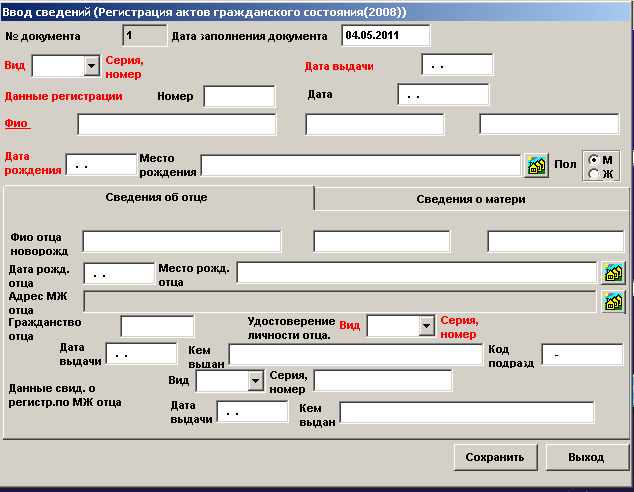 Ввод сведений (Регистрация актов гражданского состояния(2008))
№ документа 1 Дата заполнения документа 04.05.2011
Вид Серия, номер Дата выдачи . .
Данные регистрации Номер Дата . .
Фио
Дата рождения . . Место рождения Пол М
Ж
Сведения об отце Сведения о матери
Фио отца новорожд
Дата рожд. отца . . Место рожд. отца
Адрес МЖ отца
Гражданство отца Удостоверение личности отца. Вид Серия, номер
Дата выдачи . . Кем выдан Код подразд -
Данные свид. о регистр.по МЖ отца Вид Серия, номер
Дата выдачи . . Кем выдан
Сохранить Выход